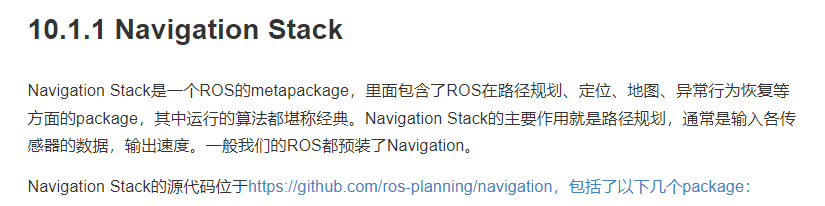 10.1.1 Navigation Stack
Navigation Stack是一个ROS的metapackage，里面包含了ROS在路径规划、定位、地图、异常行为恢复等
方面的package，其中运行的算法都堪称经典。Navigation Stack的主要作用就是路径规划，通常是输入各传
感器的数据，输出速度。一般我们的ROS都预装了Navigation。
Navigation Stack的源代码位于https://github.com/ros-planning/navigation，包括了以下几个package：